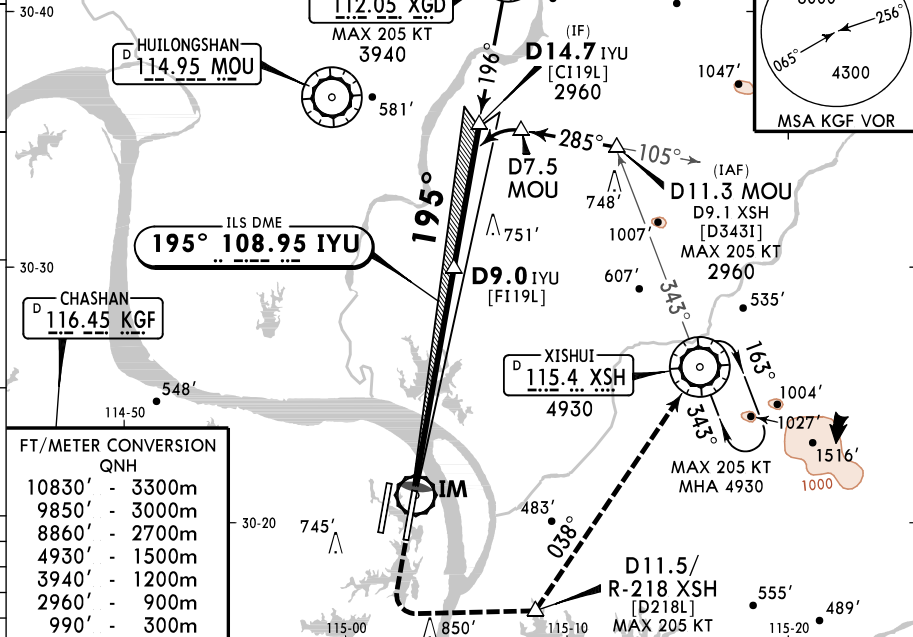 30-40
112.05 XGD
MAX 205 KT
3940
HUILONGSHAN
D 114.95 MOU
581'
196°
(IF)
D14.7 IYU
[CI19L]
2960
1047'
256°
065°
4300
MSA KGF VOR
285°
105°
D7.5
MOU
(IAF)
D11.3 MOU
D9.1 XSH
[D343I]
MAX 205 KT
2960
748'
1007'
195°
751'
ILS DME
195° 108.95 IYU
30-30
D9.0 IYU
[FI19L]
607'
343°
535'
CHASHAN
D 116.45 KGF
XISHUI
D 115.4 XSH
4930
163°
343°
1004'
1027'
1516'
1000
MAX 205 KT
MHA 4930
548'
114-50
FT/METER CONVERSION
QNH
10830' - 3300m
9850' - 3000m
8860' - 2700m
4930' - 1500m
3940' - 1200m
2960' - 900m
990' - 300m
IM
30-20
745'
483'
038°
D11.5/
R-218 XSH
[D218L]
MAX 205 KT
555'
489'
850'
115-00
115-10
115-20